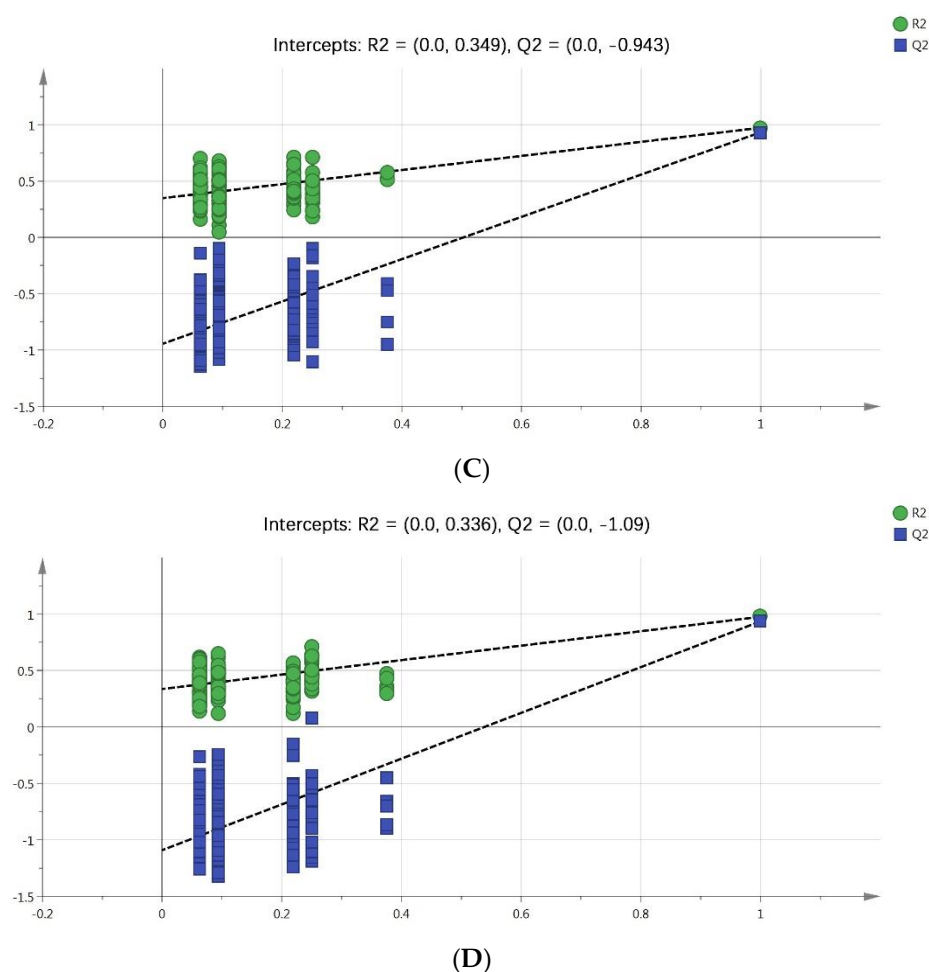 R2
Q2
Intercepts: R2 = (0.0, 0.349), Q2 = (0.0, -0.943)
1
0.5
0
-0.5
-1
-1.5
-0.2 0 0.2 0.4 0.6 0.8 1
(C)
R2
Q2
Intercepts: R2 = (0.0, 0.336), Q2 = (0.0, -1.09)
1
0.5
0
-0.5
-1
-1.5
-0.2 0 0.2 0.4 0.6 0.8 1
(D)